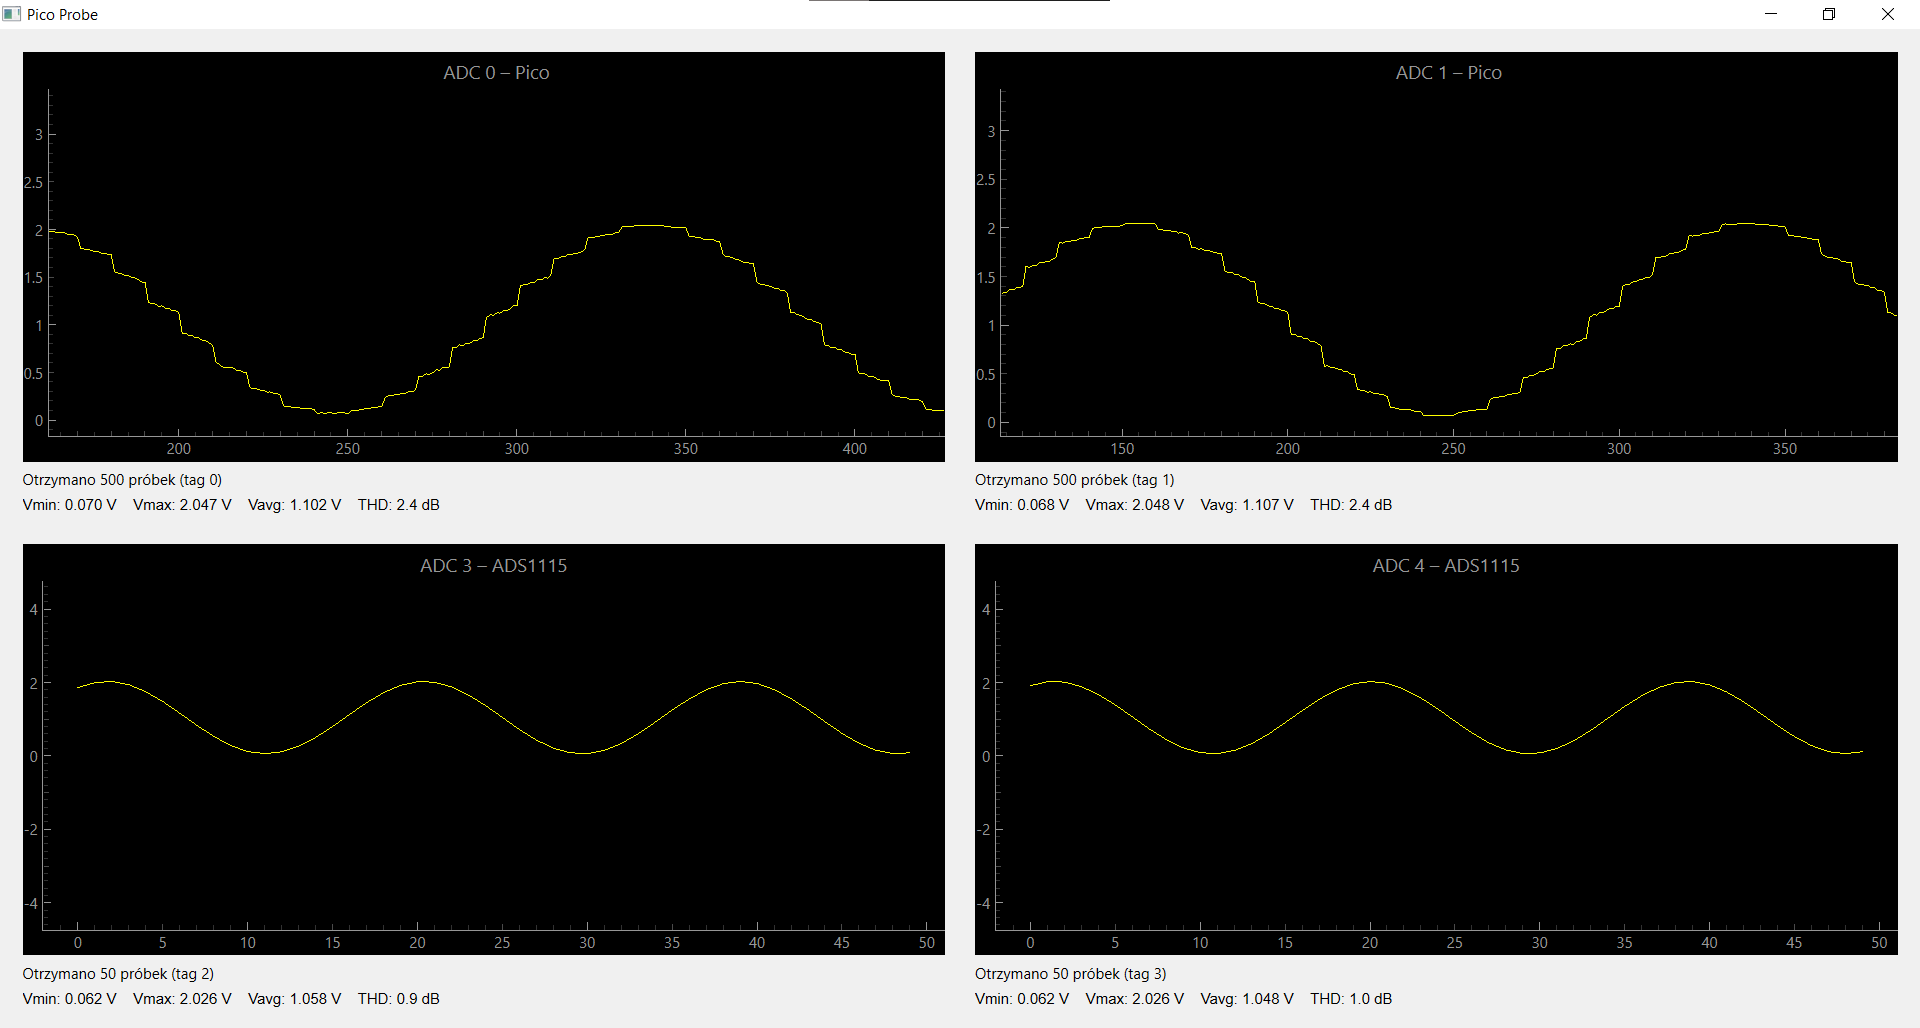 Pico Probe
ADC 0 – Pico
3
2.5
2
1.5
1
0.5
0
200 250 300 350 400
Otrzymano 500 próbek (tag 0)
Vmin: 0.070 V Vmax: 2.047 V Vavg: 1.102 V THD: 2.4 dB
ADC 1 – Pico
3
2.5
2
1.5
1
0.5
0
150 200 250 300 350
Otrzymano 500 próbek (tag 1)
Vmin: 0.068 V Vmax: 2.048 V Vavg: 1.107 V THD: 2.4 dB
ADC 3 – ADS1115
4
2
0
-2
-4
0 5 10 15 20 25 30 35 40 45 50
Otrzymano 50 próbek (tag 2)
Vmin: 0.062 V Vmax: 2.026 V Vavg: 1.058 V THD: 0.9 dB
ADC 4 – ADS1115
4
2
0
-2
-4
0 5 10 15 20 25 30 35 40 45 50
Otrzymano 50 próbek (tag 3)
Vmin: 0.062 V Vmax: 2.026 V Vavg: 1.048 V THD: 1.0 dB